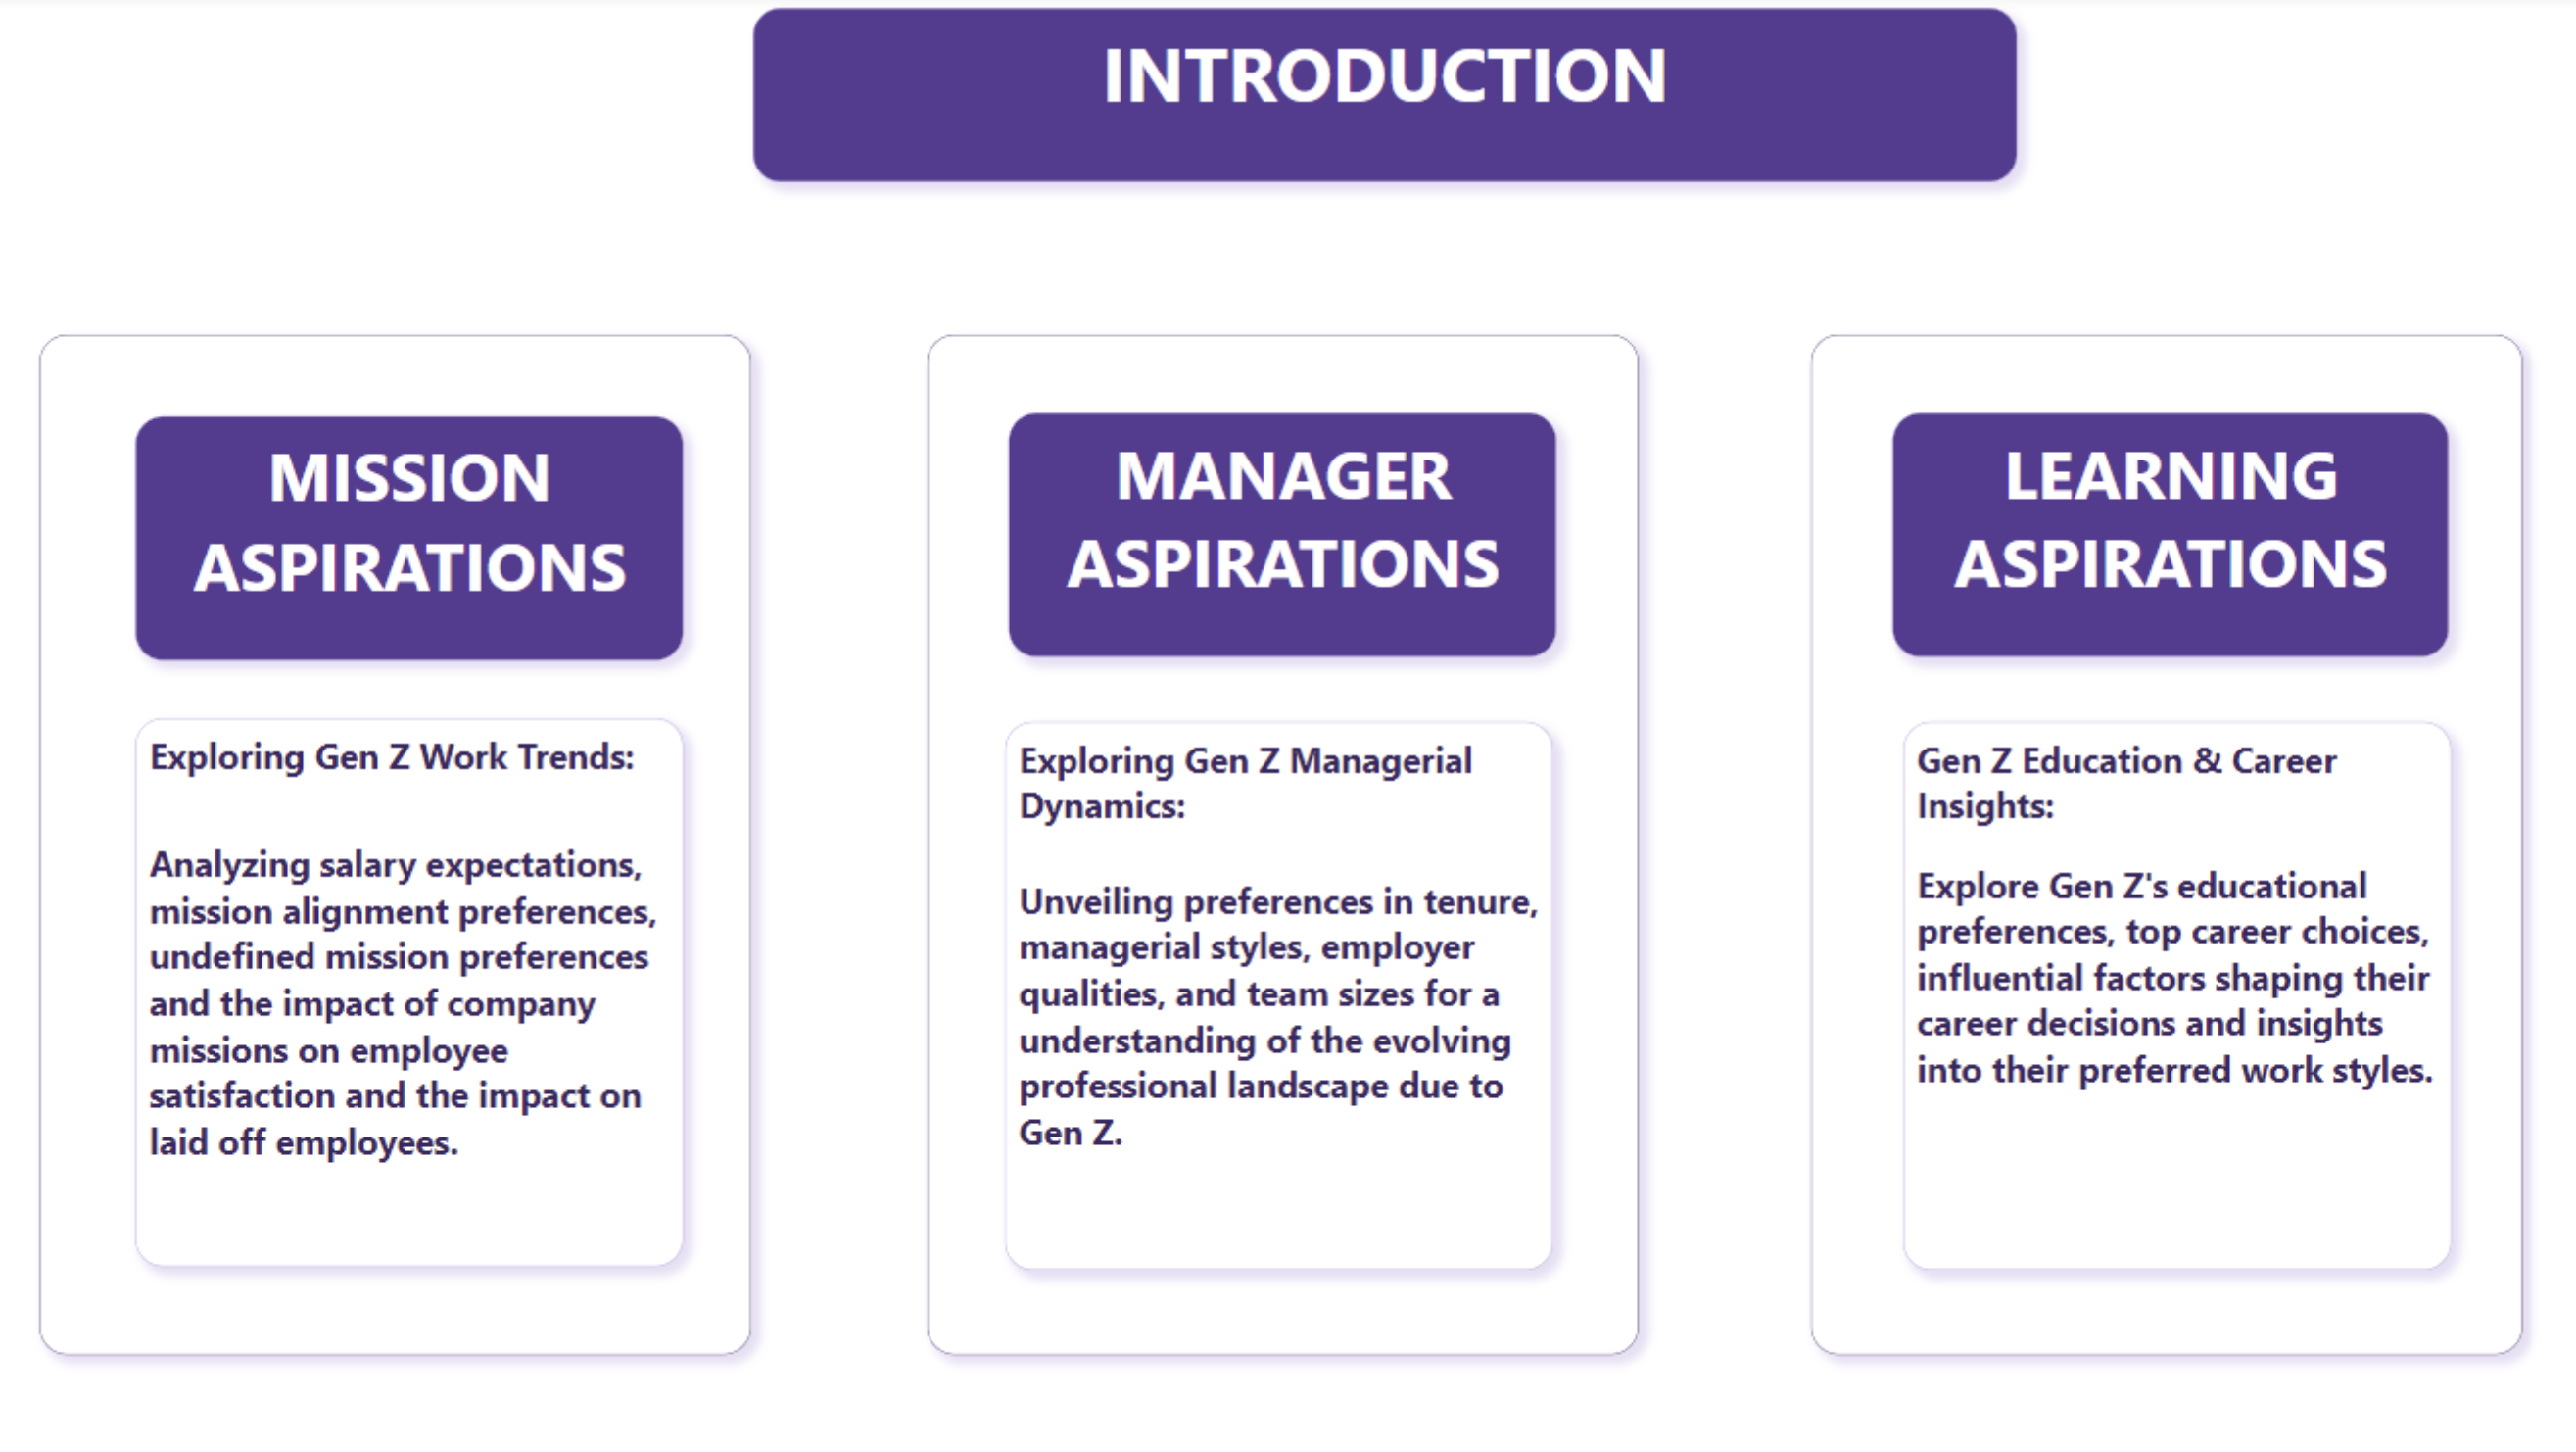 INTRODUCTION
MISSION
ASPIRATIONS
Exploring Gen Z Work Trends:
Analyzing salary expectations,
mission alignment preferences,
undefined mission preferences
and the impact of company
missions on employee
satisfaction and the impact on
laid off employees.
MANAGER
ASPIRATIONS
Exploring Gen Z Managerial
Dynamics:
Unveiling preferences in tenure,
managerial styles, employer
qualities, and team sizes for a
understanding of the evolving
professional landscape due to
Gen Z.
LEARNING
ASPIRATIONS
Gen Z Education & Career
Insights:
Explore Gen Z's educational
preferences, top career choices,
influential factors shaping their
career decisions and insights
into their preferred work styles.